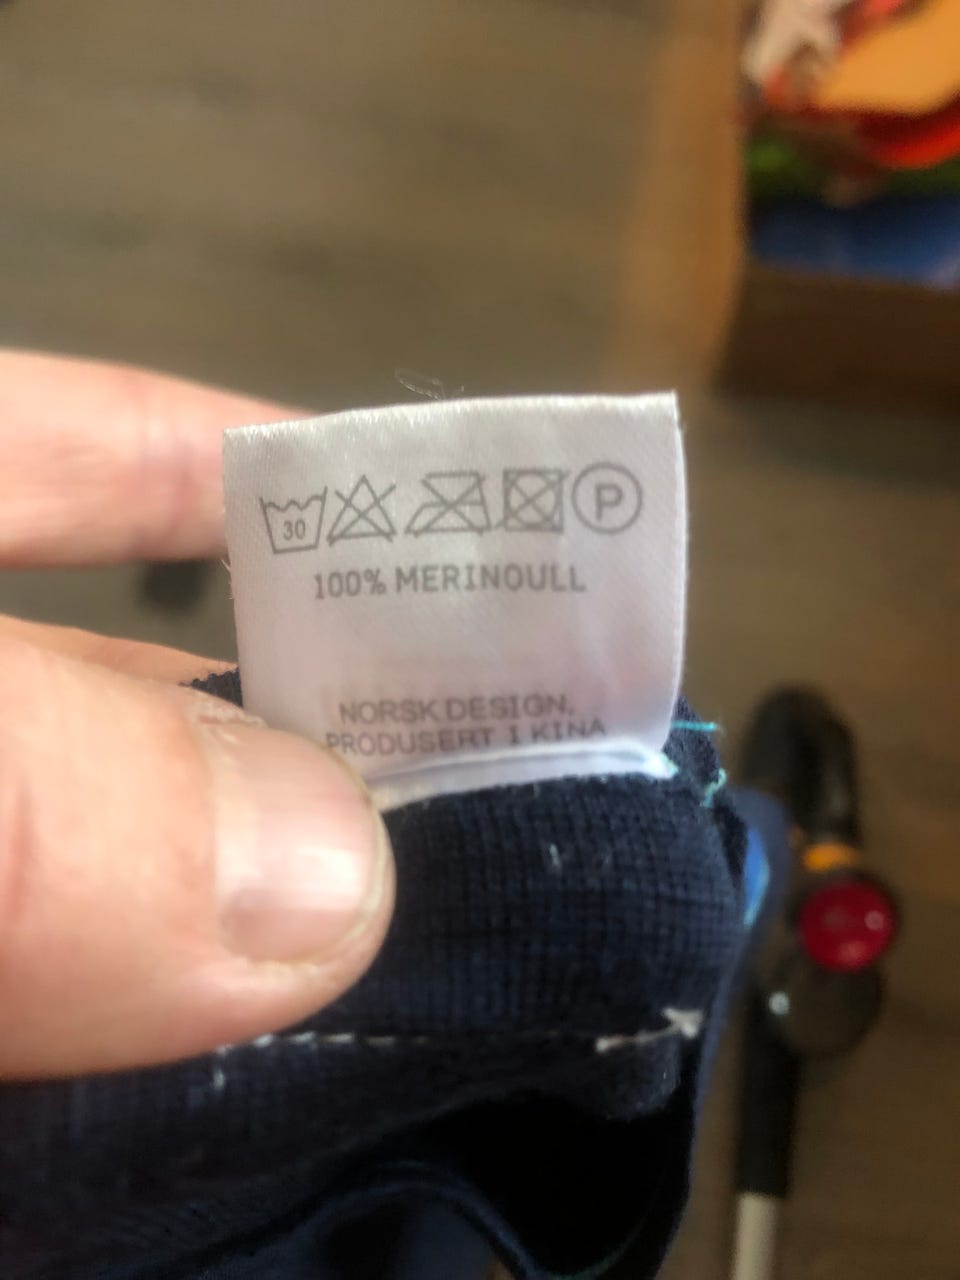 30 P
100% MERINOULL
NORSK DESIGN,
PRODUSERT I KINA